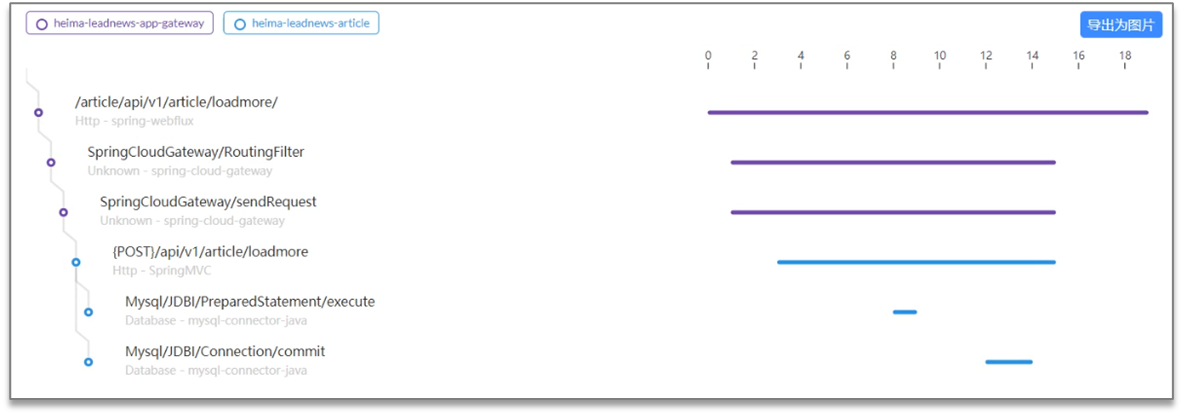 heima-leadnews-app-gateway heima-leadnews-article 导出为图片
0 2 4 6 8 10 12 14 16 18
/article/api/v1/article/loadmore/
Http - spring-webflux
SpringCloudGateway/RoutingFilter
Unknown - spring-cloud-gateway
SpringCloudGateway/sendRequest
Unknown - spring-cloud-gateway
{POST}/api/v1/article/loadmore
Http - SpringMVC
Mysql/JDBI/PreparedStatement/execute
Database - mysql-connector-java
Mysql/JDBI/Connection/commit
Database - mysql-connector-java